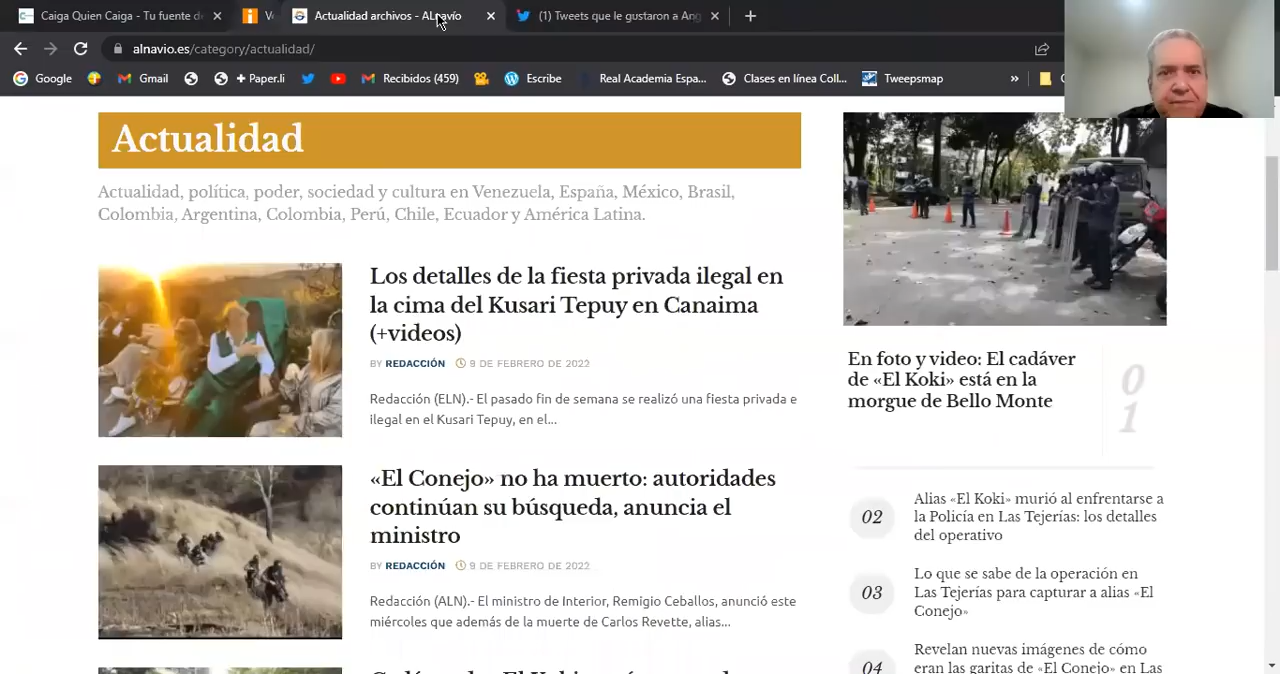 Caiga Quien Caiga - Tu fuente d
Actualidad archivos - ALnavío
(1) Tweets que le gustaron a Ang
alnavio.es/category/actualidad/
Google
Gmail
+ Paper.li
Recibidos (459)
Escribe
Real Academia Espa...
Clases en línea Coll...
Tweepsmap
»
Actualidad
Actualidad, política, poder, sociedad y cultura en Venezuela, España, México, Brasil,
Colombia, Argentina, Colombia, Perú, Chile, Ecuador y América Latina.
Los detalles de la fiesta privada ilegal en
la cima del Kusari Tepuy en Canaima
(+videos)
BY REDACCIÓN 9 DE FEBRERO DE 2022
Redacción (ELN).- El pasado fin de semana se realizó una fiesta privada e
ilegal en el Kusari Tepuy, en el...
«El Conejo» no ha muerto: autoridades
continúan su búsqueda, anuncia el
ministro
BY REDACCIÓN 9 DE FEBRERO DE 2022
Redacción (ALN).- El ministro de Interior, Remigio Ceballos, anunció este
miércoles que además de la muerte de Carlos Revette, alias...
En foto y video: El cadáver
de «El Koki» está en la
morgue de Bello Monte
01
02
Alias «El Koki» murió al enfrentarse a
la Policía en Las Tejerías: los detalles
del operativo
03
Lo que se sabe de la operación en
Las Tejerías para capturar a alias «El
Conejo»
04
Revelan nuevas imágenes de cómo
eran las garitas de «El Conejo» en Las